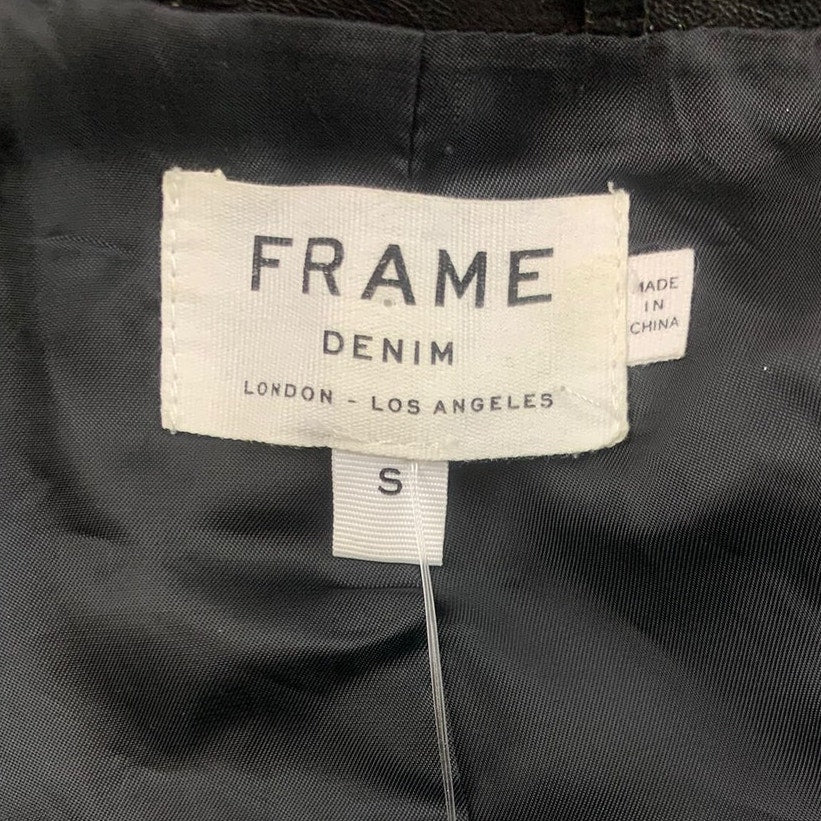 FRAME
DENIM
LONDON - LOS ANGELES
S
MADE
IN
CHINA